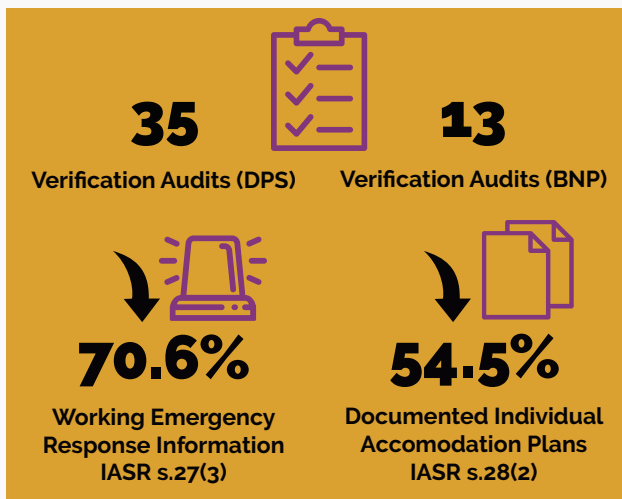 35
Verification Audits (DPS)
13
Verification Audits (BNP)
70.6%
Working Emergency
Response Information
IASR s.27(3)
54.5%
Documented Individual
Accomodation Plans
IASR s.28(2)